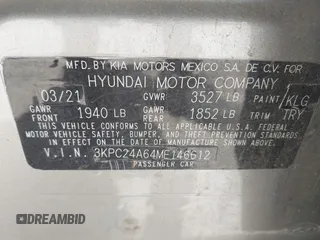 MFD. BY KIA MOTORS MEXICO S.A. DE C.V. FOR
HYUNDAI MOTOR COMPANY
03/21 GVWR 3527 LB PAINT KLG
GAWR FRONT 1940 LB GAWR REAR 1852 LB TRIM TRY
THIS VEHICLE CONFORMS TO ALL APPLICABLE U.S. FEDERAL
MOTOR VEHICLE SAFETY, BUMPER, AND THEFT PREVENTION STANDARDS
IN EFFECT ON THE DATE OF MANUFACTURE SHOWN ABOVE.
V.I.N. 3KPC24A64ME146612
PASSENGER CAR